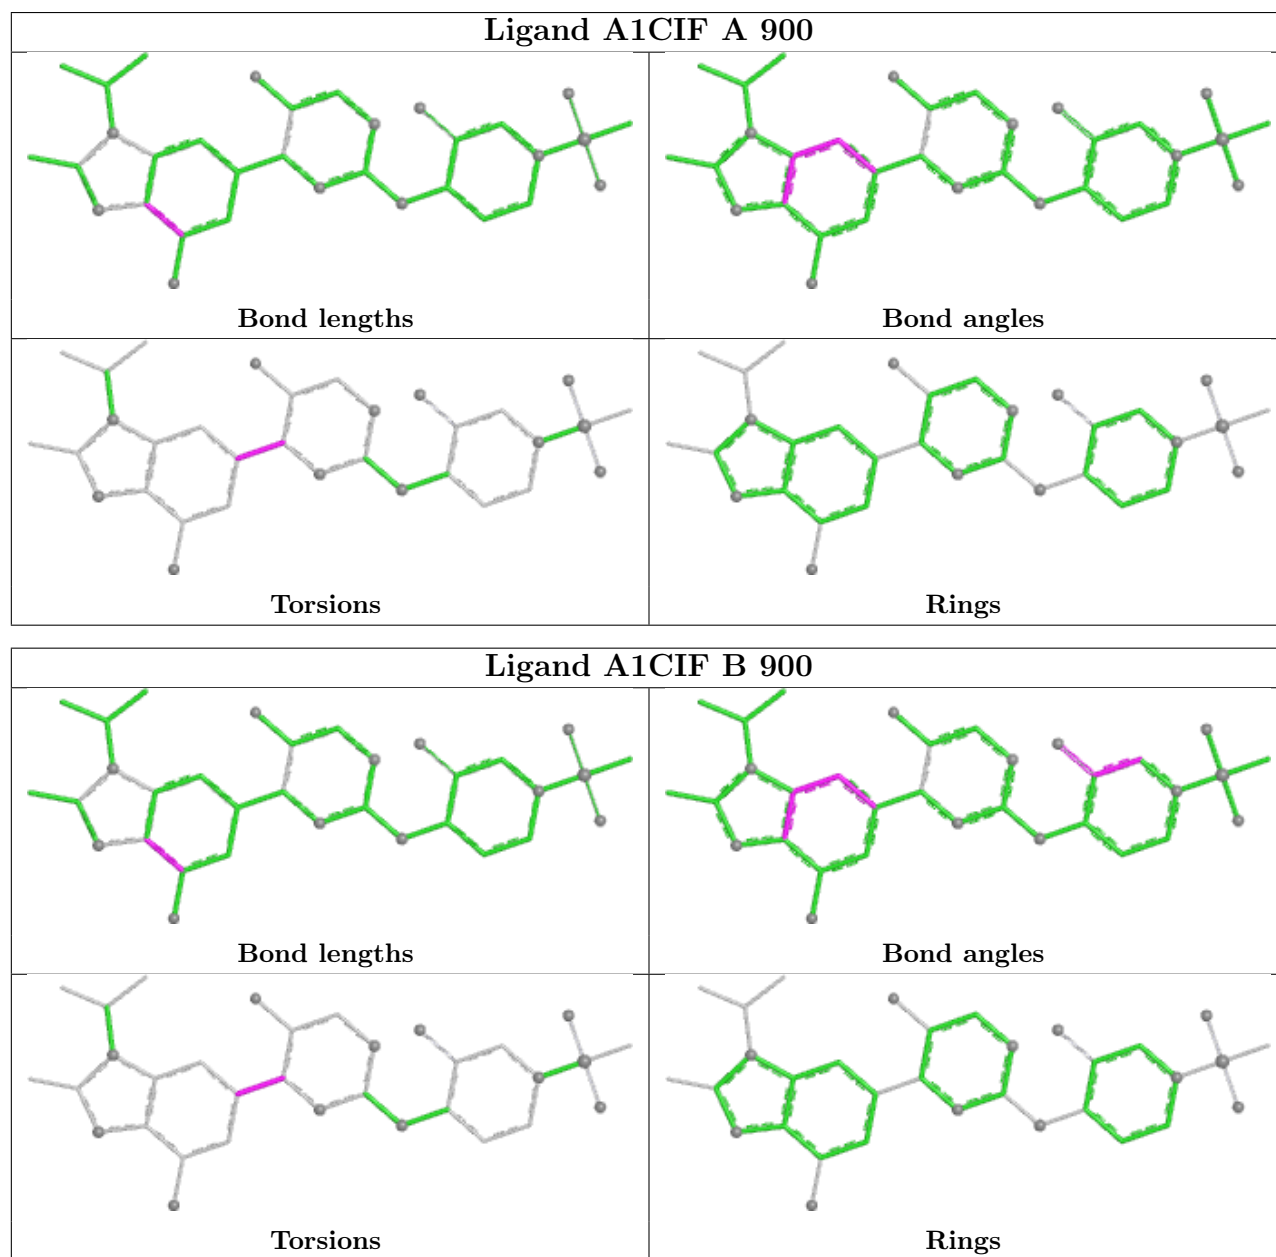 Ligand A1CIF A 900
Bond lengths
Bond angles
Torsions
Rings
Ligand A1CIF B 900
Bond lengths
Bond angles
Torsions
Rings